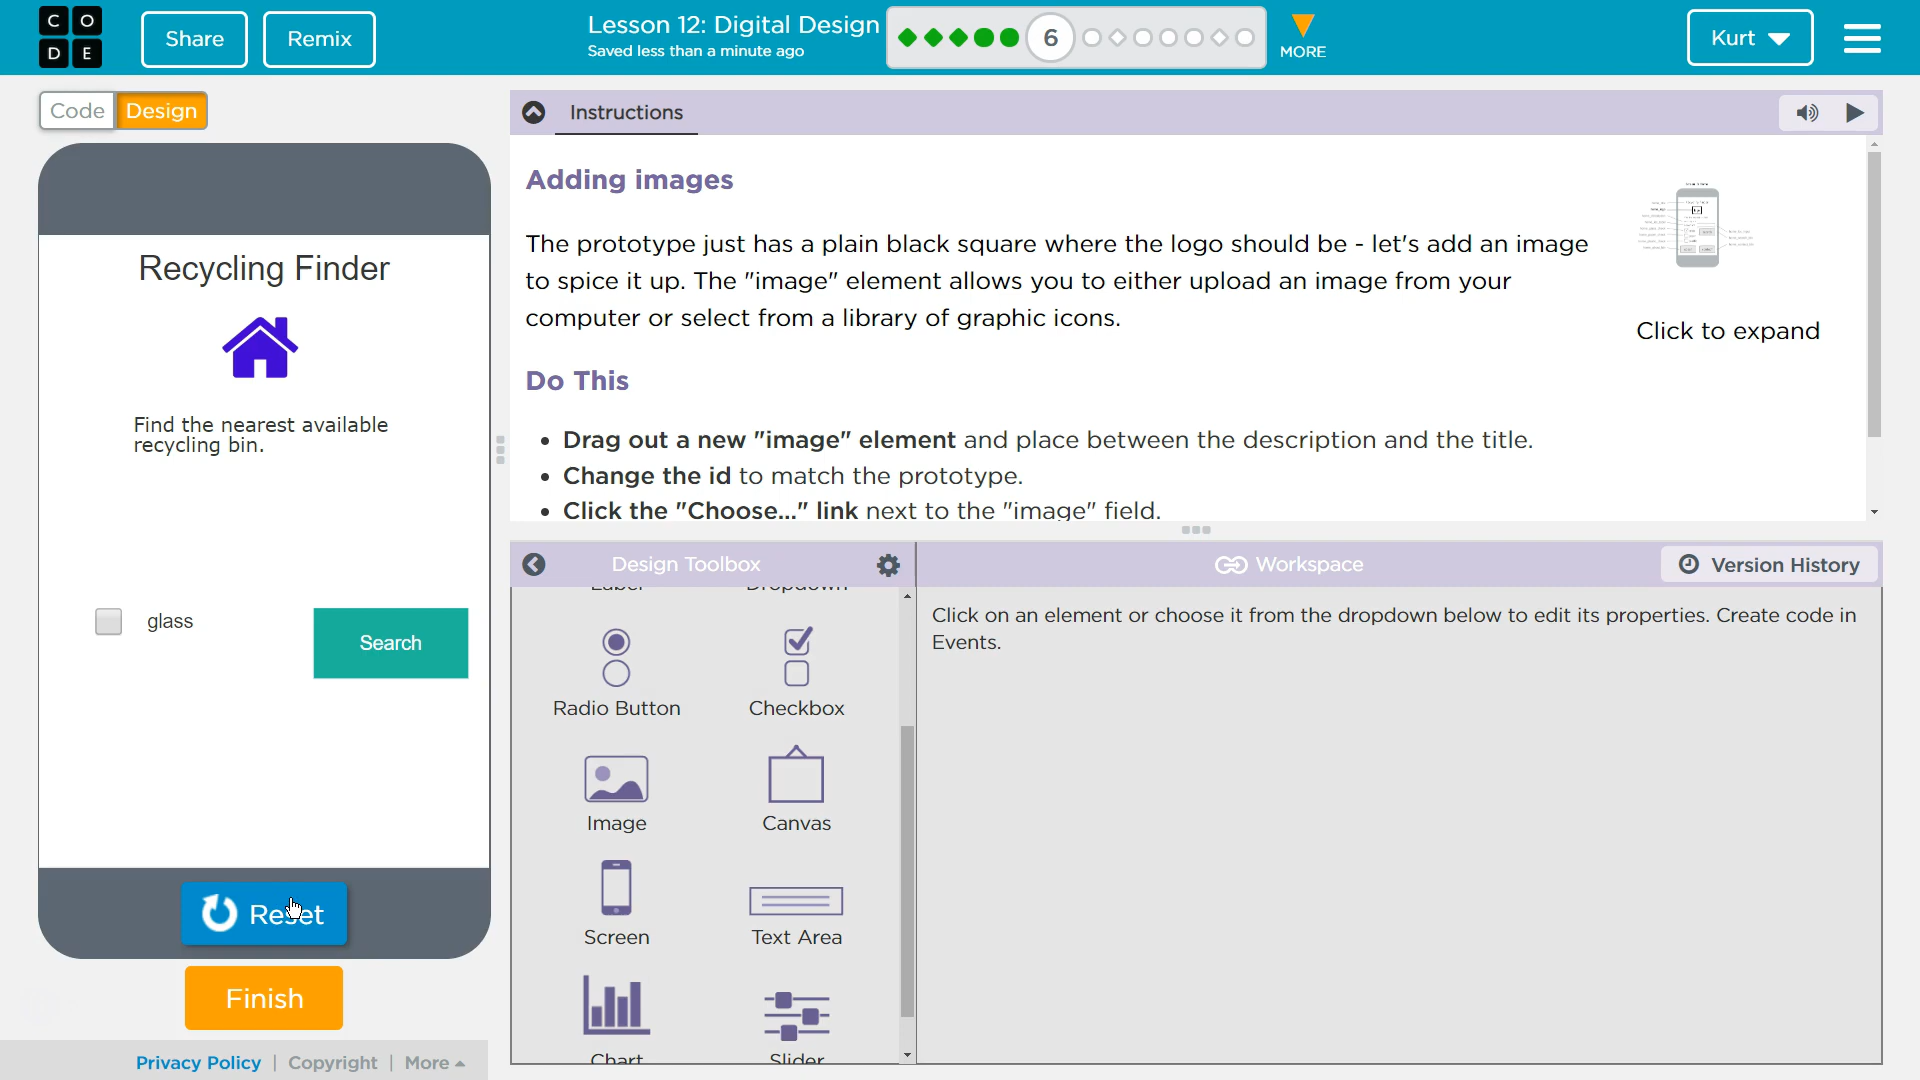 C O
D E
Share
Remix
Lesson 12: Digital Design
Saved less than a minute ago
6
MORE
Kurt
Code
Design
Instructions
Adding images
The prototype just has a plain black square where the logo should be - let's add an image
to spice it up. The "image" element allows you to either upload an image from your
computer or select from a library of graphic icons.
Click to expand
Do This
Drag out a new "image" element and place between the description and the title.
Change the id to match the prototype.
Click the "Choose..." link next to the "image" field.
Recycling Finder
Find the nearest available
recycling bin.
glass
Search
Reset
Finish
Design Toolbox
Workspace
Version History
Label
Dropdown
Radio Button
Checkbox
Image
Canvas
Screen
Text Area
Chart
Slider
Click on an element or choose it from the dropdown below to edit its properties. Create code in
Events.
Privacy Policy | Copyright | More